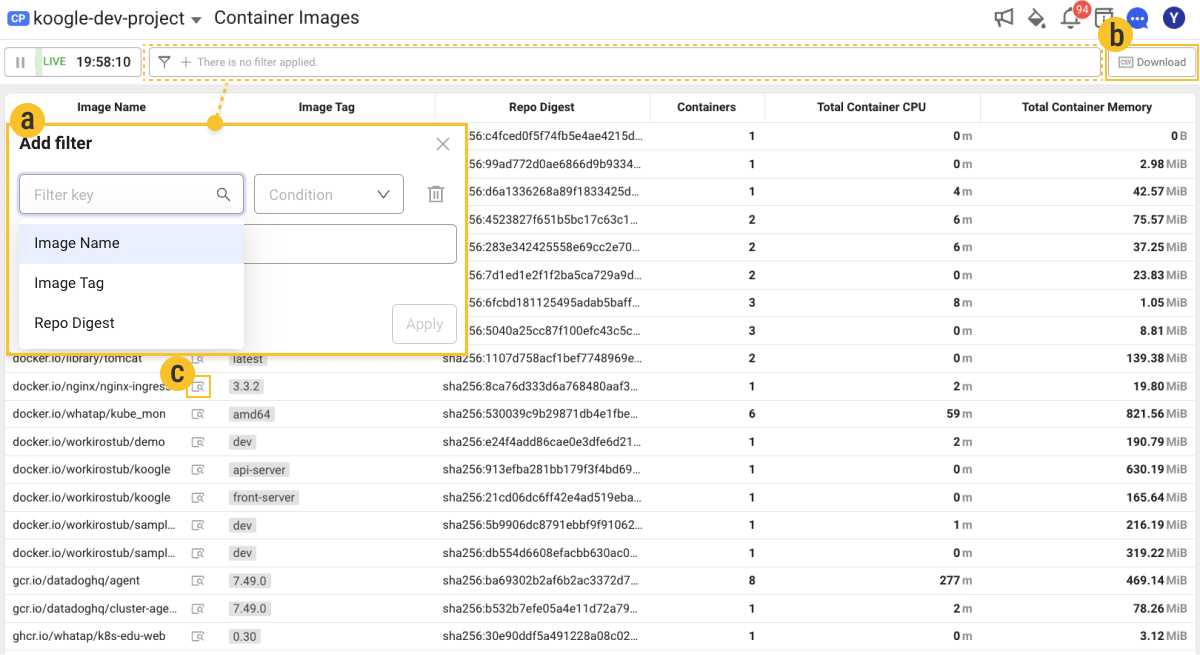 CP koogle-dev-project Container Images 94 Y
b
LIVE 19:58:10 There is no filter applied. CSV Download
Image Name Image Tag Repo Digest Containers Total Container CPU Total Container Memory
a
Add filter
Filter key Condition
Image Name
Image Tag
Repo Digest
Apply
56:c4fced0f5f74fb5e4ae4215d... 1 0 m 0 B
56:99ad772d0ae6866d9b9334... 1 0 m 2.98 MiB
56:d6a1336268a89f1833425d... 1 4 m 42.57 MiB
56:4523827f651b5bc17c63c1... 2 6 m 75.57 MiB
56:283e342425558e69cc2e70... 2 6 m 37.25 MiB
56:7d1ed1e2f1f2ba5ca729a9d... 2 0 m 23.83 MiB
56:6fcbd181125495adab5baff... 3 8 m 1.05 MiB
56:5040a25cc87f100efc43c5c... 3 0 m 8.81 MiB
docker.io/library/tomcat latest sha256:1107d758acf1bef7748969e... 2 0 m 139.38 MiB
c
docker.io/nginx/nginx-ingress 3.3.2 sha256:8ca76d333d6a768480aaf3... 1 2 m 19.80 MiB
docker.io/whatap/kube_mon amd64 sha256:530039c9b29871db4e1fbe... 6 59 m 821.56 MiB
docker.io/workirostub/demo dev sha256:e24f4add86cae0e3dfe6d21... 1 2 m 190.79 MiB
docker.io/workirostub/koogle api-server sha256:913efba281bb179f3f4bd69... 1 0 m 630.19 MiB
docker.io/workirostub/koogle front-server sha256:21cd06dc6ff42e4ad519eba... 1 0 m 165.64 MiB
docker.io/workirostub/sampl... dev sha256:5b9906dc8791ebbf9f91062... 1 1 m 216.19 MiB
docker.io/workirostub/sampl... dev sha256:db554d6608efacbb630ac0... 1 0 m 319.22 MiB
gcr.io/datadoghq/agent 7.49.0 sha256:ba69302b2af6b2ac3372d7... 8 277 m 469.14 MiB
gcr.io/datadoghq/cluster-age... 7.49.0 sha256:b532b7efe05a4e11d72a79... 1 2 m 78.26 MiB
ghcr.io/whatap/k8s-edu-web 0.30 sha256:30e90ddf5a491228a08c02... 1 0 m 3.12 MiB